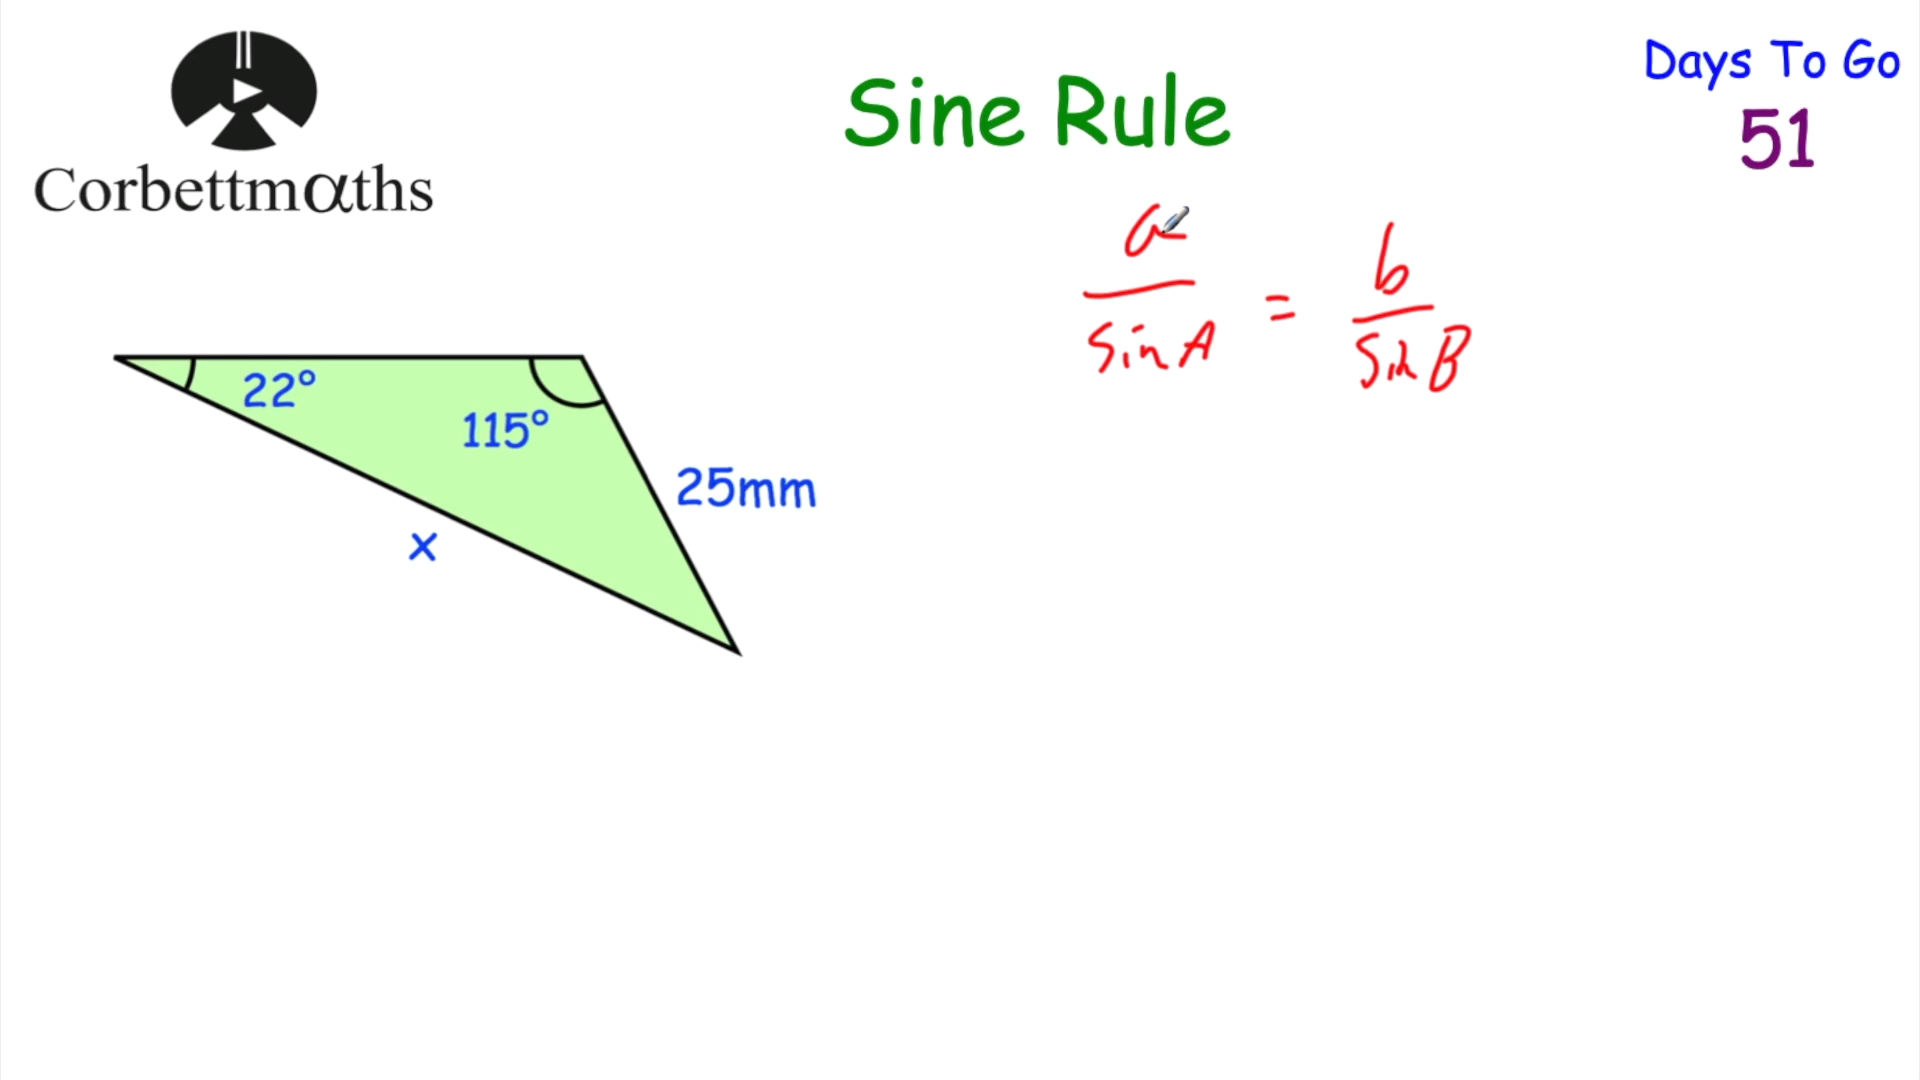 Corbettmαths
Sine Rule
Days To Go
51
a/sinA = b/sinB
22°
115°
25mm
x